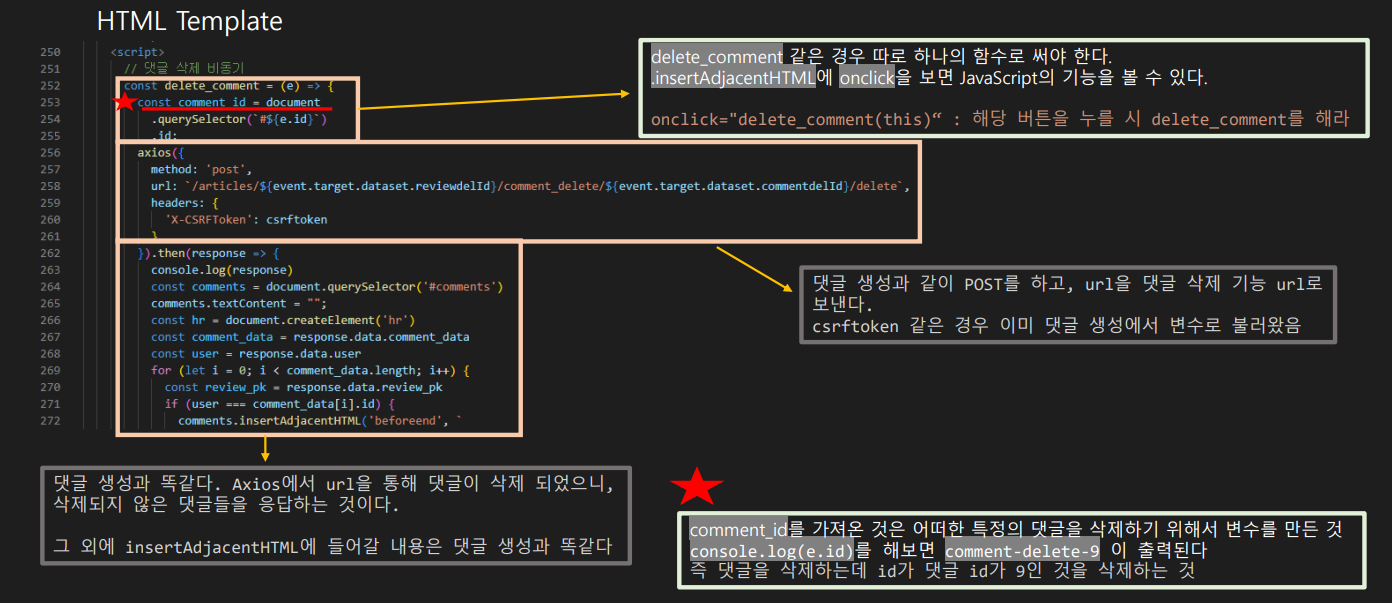 HTML Template
250 <script>
251 // 댓글 삭제 비동기
252 const delete_comment = (e) => {
253 const comment_id = document
254 .querySelector(`#${e.id}`)
255 .id;
256 axios({
257 method: 'post',
258 url: `/articles/${event.target.dataset.reviewdelId}/comment_delete/${event.target.dataset.commentdelId}/delete`,
259 headers: {
260 'X-CSRFToken': csrftoken
261 }
262 }).then(response => {
263 console.log(response)
264 const comments = document.querySelector('#comments')
265 comments.textContent = "";
266 const hr = document.createElement('hr')
267 const comment_data = response.data.comment_data
268 const user = response.data.user
269 for (let i = 0; i < comment_data.length; i++) {
270 const review_pk = response.data.review_pk
271 if (user === comment_data[i].id) {
272 comments.insertAdjacentHTML('beforeend', `
delete_comment 같은 경우 따로 하나의 함수로 써야 한다.
.insertAdjacentHTML에 onclick을 보면 JavaScript의 기능을 볼 수 있다.
onclick="delete_comment(this)“ : 해당 버튼을 누를 시 delete_comment를 해라
댓글 생성과 같이 POST를 하고, url을 댓글 삭제 기능 url로
보낸다.
csrftoken 같은 경우 이미 댓글 생성에서 변수로 불러왔음
댓글 생성과 똑같다. Axios에서 url을 통해 댓글이 삭제 되었으니,
삭제되지 않은 댓글들을 응답하는 것이다.
그 외에 insertAdjacentHTML에 들어갈 내용은 댓글 생성과 똑같다
comment_id를 가져온 것은 어떠한 특정의 댓글을 삭제하기 위해서 변수를 만든 것
console.log(e.id)를 해보면 comment-delete-9 이 출력된다
즉 댓글을 삭제하는데 id가 댓글 id가 9인 것을 삭제하는 것